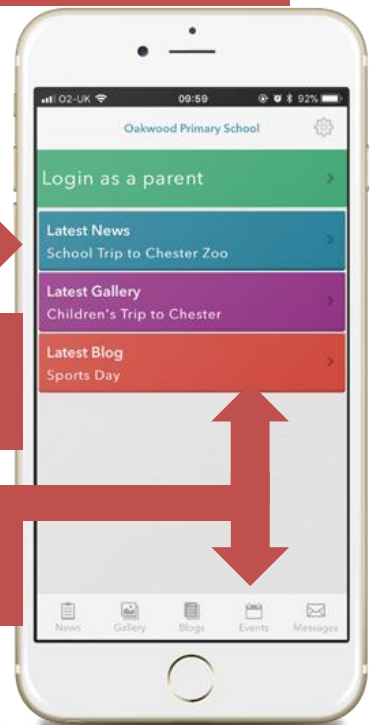 O2-UK 09:59 92%
Oakwood Primary School
Login as a parent
Latest News
School Trip to Chester Zoo
Latest Gallery
Children's Trip to Chester
Latest Blog
Sports Day
News Gallery Blogs Events Messages